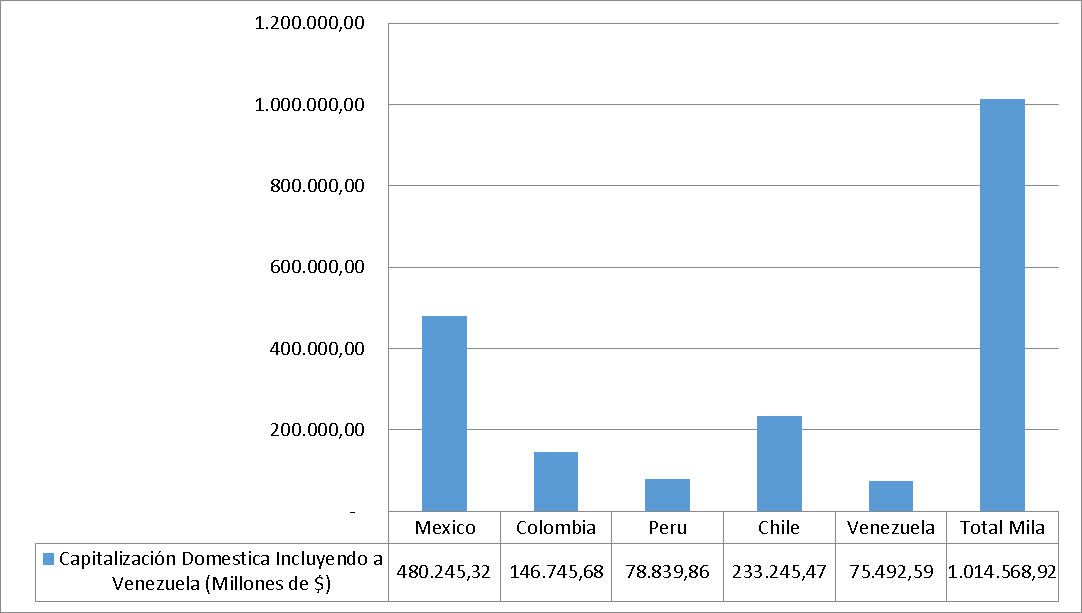 1.200.000,00
1.000.000,00
800.000,00
600.000,00
400.000,00
200.000,00
-
Mexico Colombia Peru Chile Venezuela Total Mila
Capitalización Domestica Incluyendo a
Venezuela (Millones de $)
480.245,32 146.745,68 78.839,86 233.245,47 75.492,59 1.014.568,92